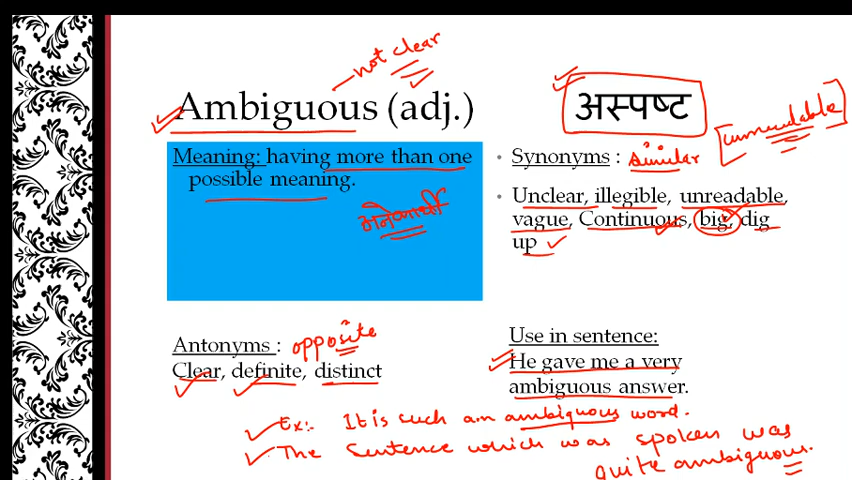 not clear
Ambiguous (adj.)
अस्पष्ट
[unreadable]
Meaning: having more than one
possible meaning.
अनेकार्थी
Synonyms : similar
Unclear, illegible, unreadable,
vague, Continuous, big, dig
up
Antonyms : opposite
Clear, definite, distinct
Use in sentence:
He gave me a very
ambiguous answer.
Ex:- It is such an ambiguous word.
The Sentence which was spoken was
quite ambiguous.